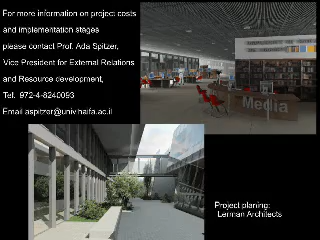 For more information on project costs
and implementation stages
please contact Prof. Ada Spitzer,
Vice President for External Relations
and Resource development,
Tel. 972-4-8240093
Email aspitzer@univ.haifa.ac.il
Media
Project planing:
Lerman Architects